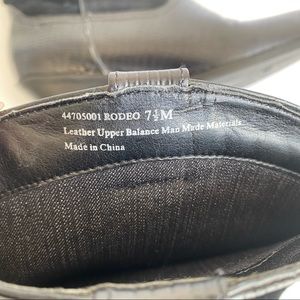 44705001 RODEO 7½M
Leather Upper Balance Man Made Materials
Made in China